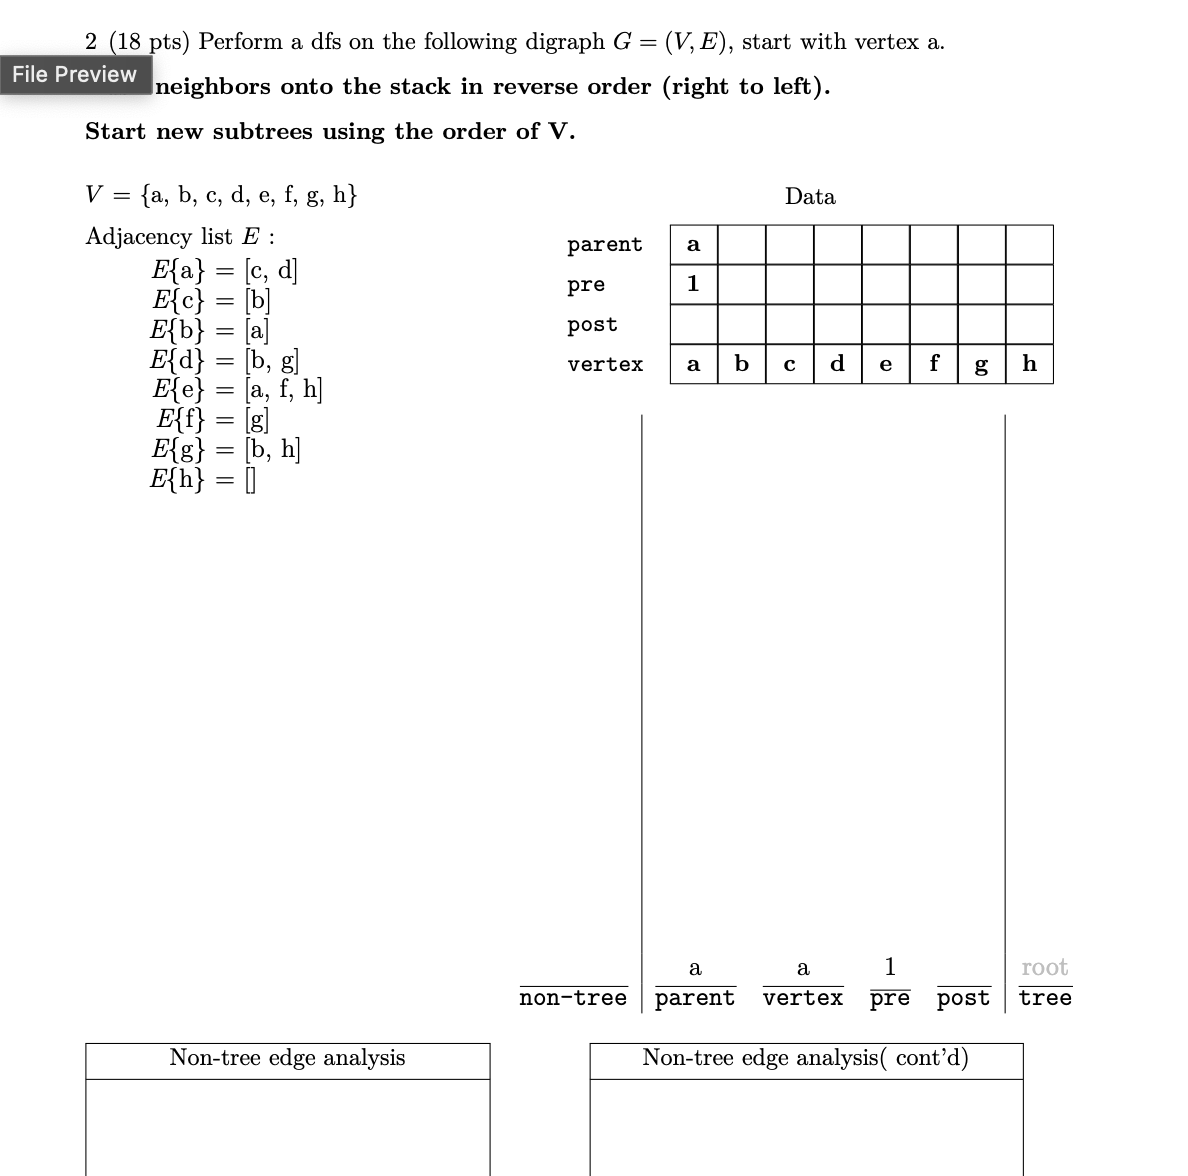 2 (18 pts) Perform a dfs on the following digraph G = (V, E), start with vertex a.
File Preview
neighbors onto the stack in reverse order (right to left).
Start new subtrees using the order of V.
V = {a, b, c, d, e, f, g, h}
Data
Adjacency list E :
E{a} = [c, d]
E{c} = [b]
E{b} = [a]
E{d} = [b, g]
E{e} = [a, f, h]
E{f} = [g]
E{g} = [b, h]
E{h} = []
parent a
pre 1
post
vertex a b c d e f g h
a a 1 root
non-tree parent vertex pre post tree
Non-tree edge analysis
Non-tree edge analysis( cont'd)